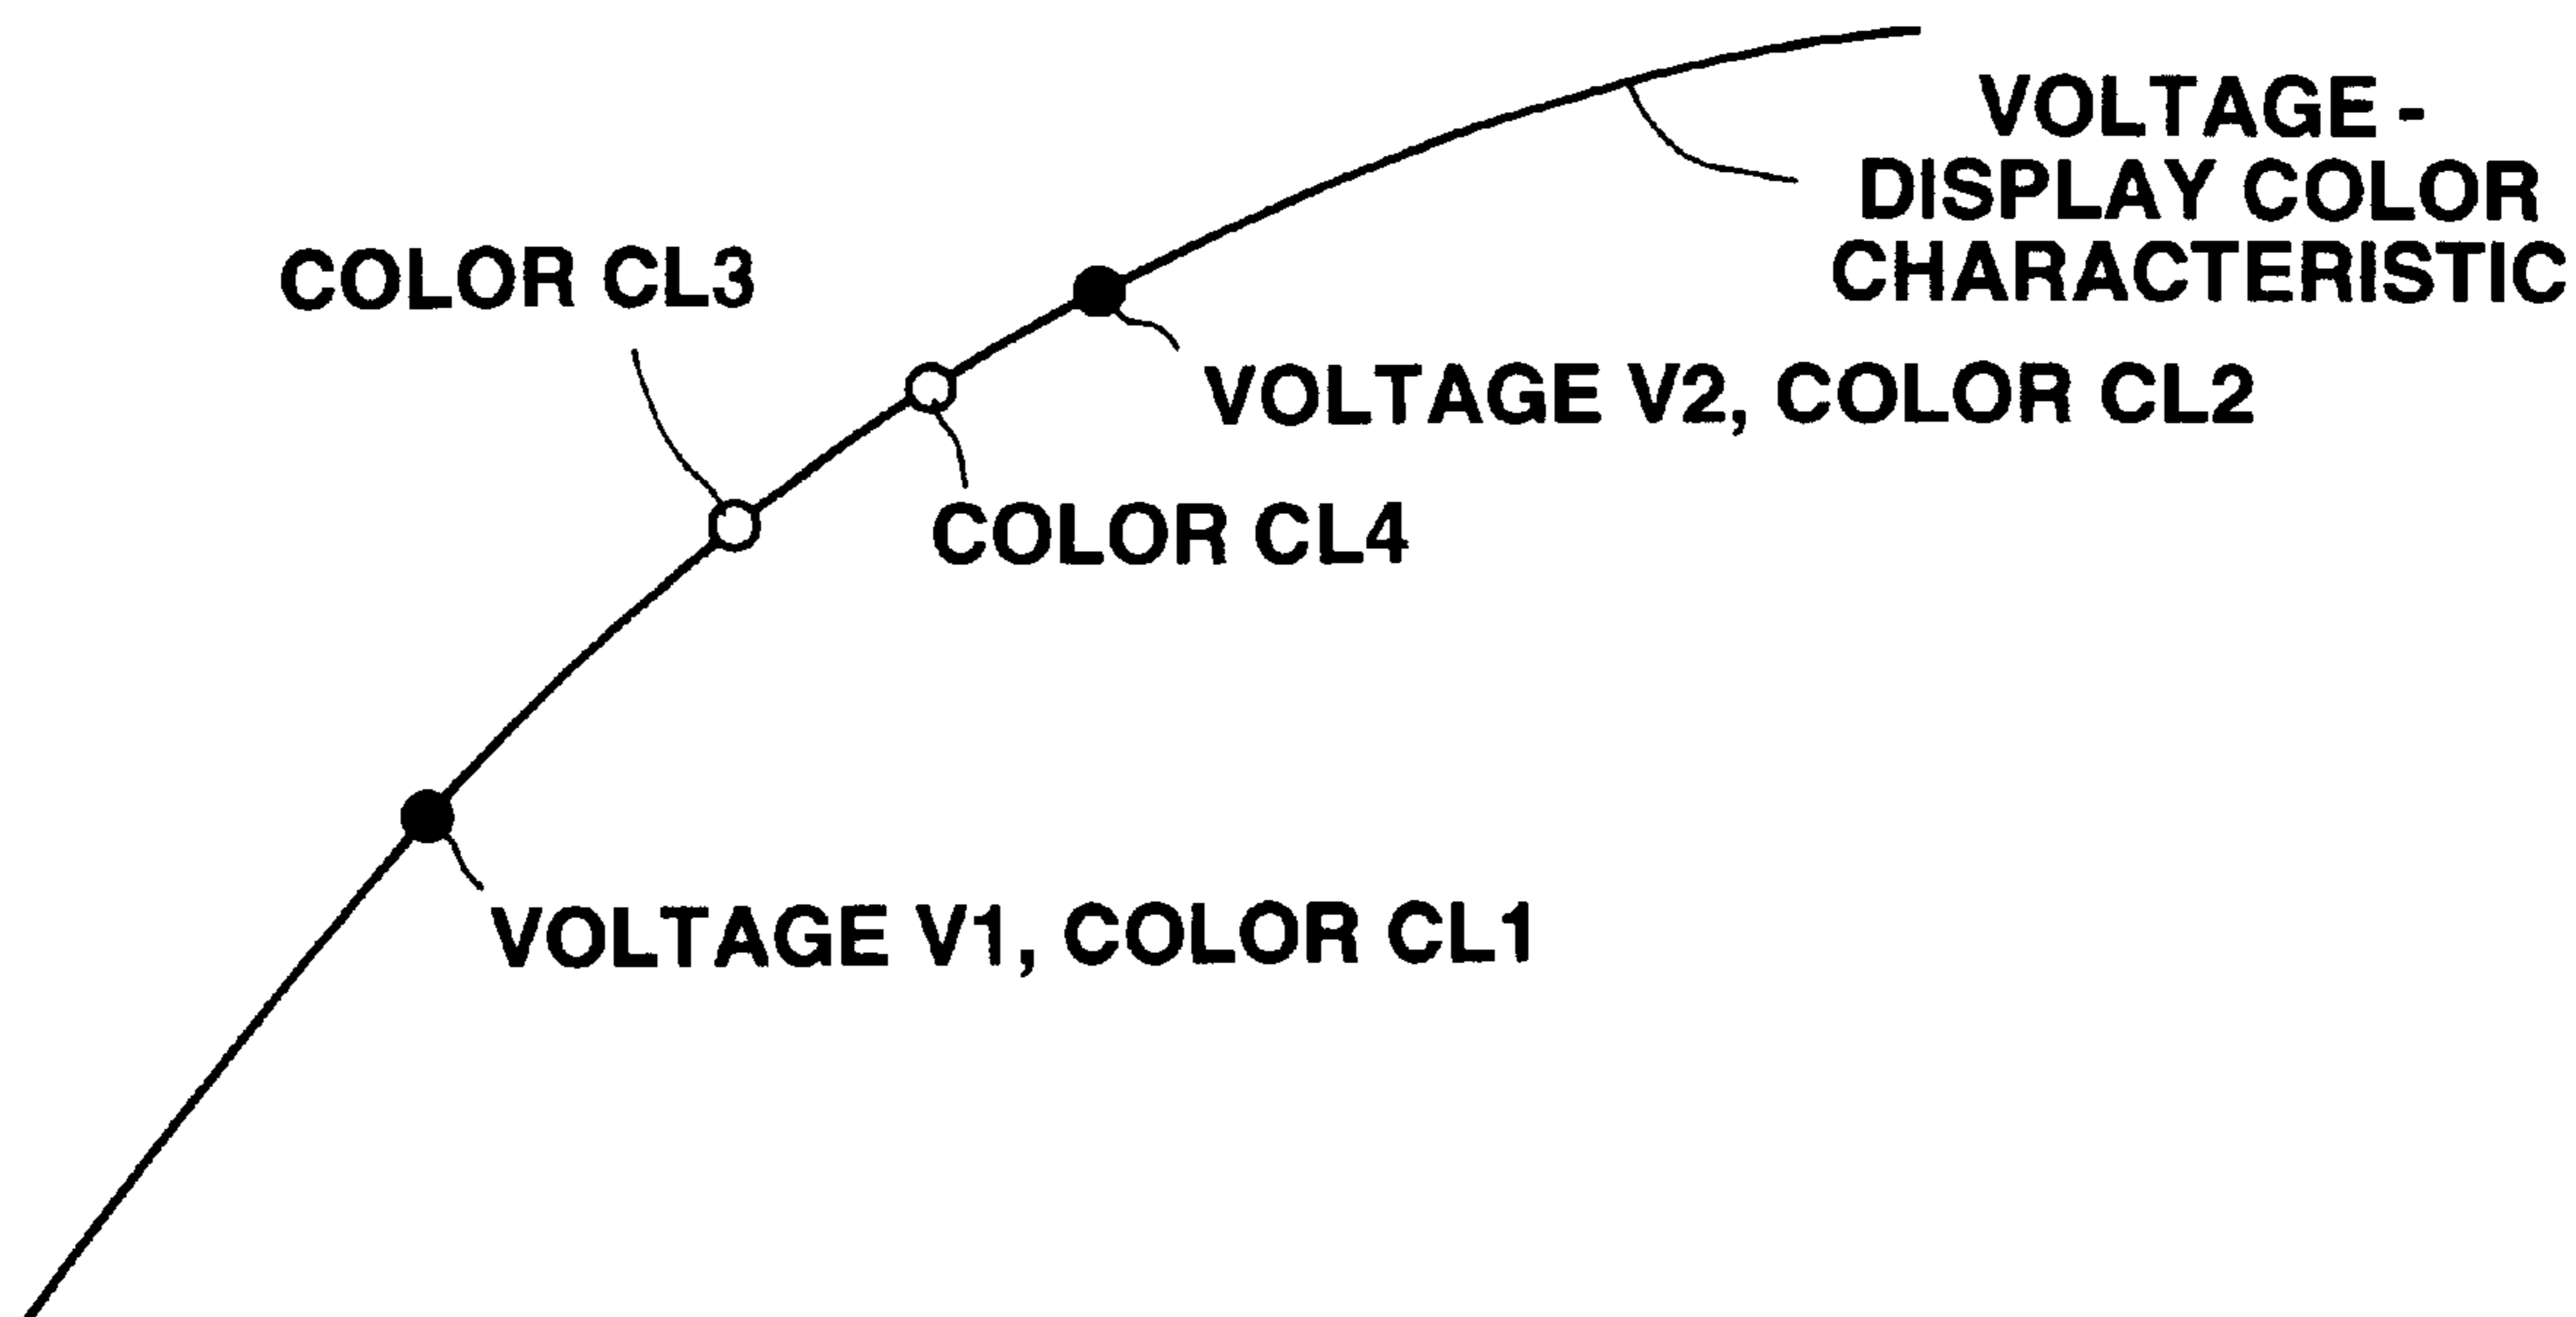 VOLTAGE -
DISPLAY COLOR
CHARACTERISTIC
COLOR CL3
VOLTAGE V2, COLOR CL2
COLOR CL4
VOLTAGE V1, COLOR CL1